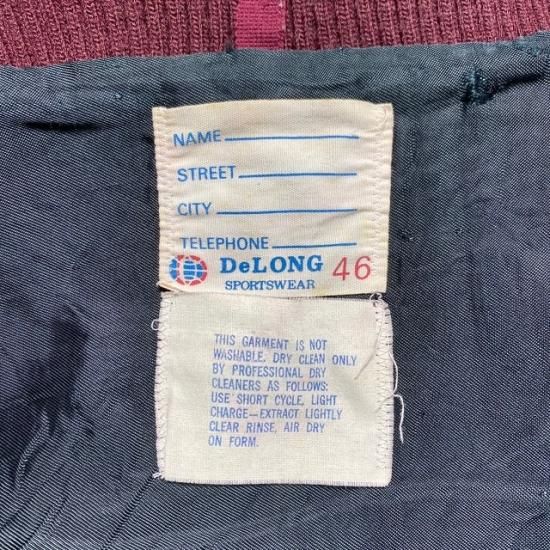 NAME
STREET
CITY
TELEPHONE
DeLONG 46
SPORTSWEAR
THIS GARMENT IS NOT
WASHABLE. DRY CLEAN ONLY
BY PROFESSIONAL DRY
CLEANERS AS FOLLOWS:
USE SHORT CYCLE, LIGHT
CHARGE—EXTRACT LIGHTLY
CLEAR RINSE, AIR DRY
ON FORM.